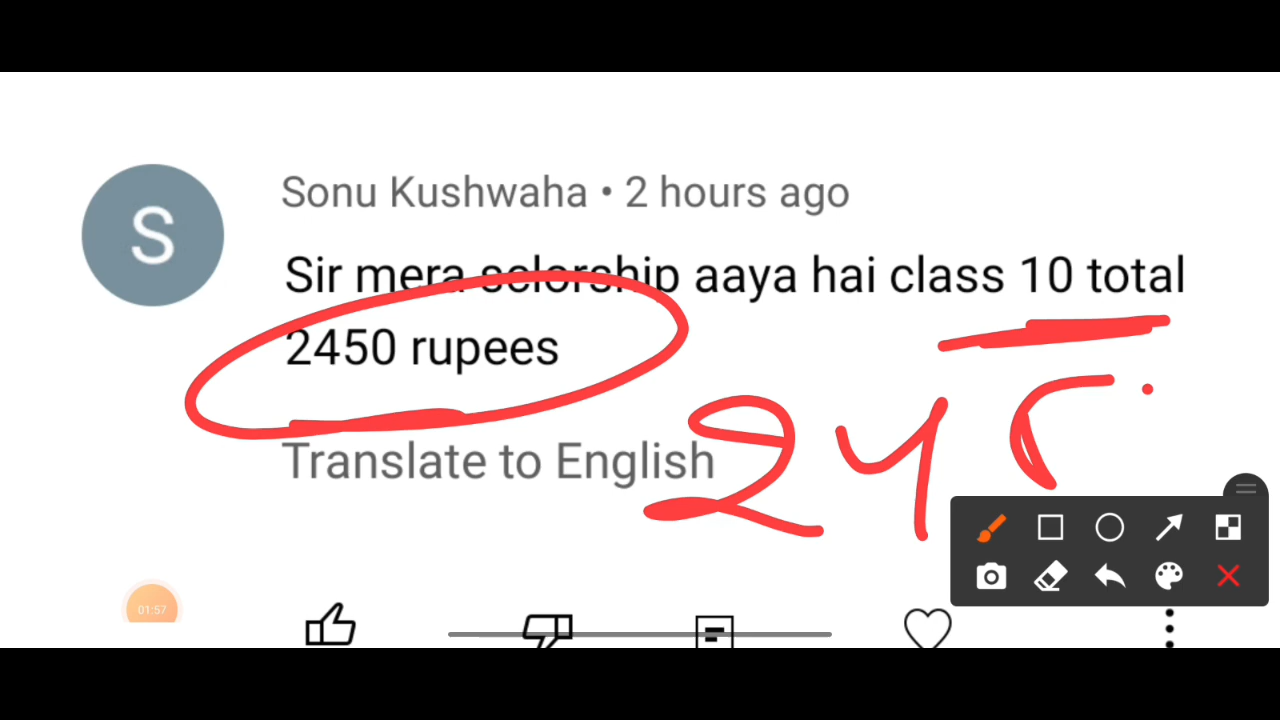 S
Sonu Kushwaha • 2 hours ago
Sir mera sclorship aaya hai class 10 total
2450 rupees
Translate to English
245
01:57